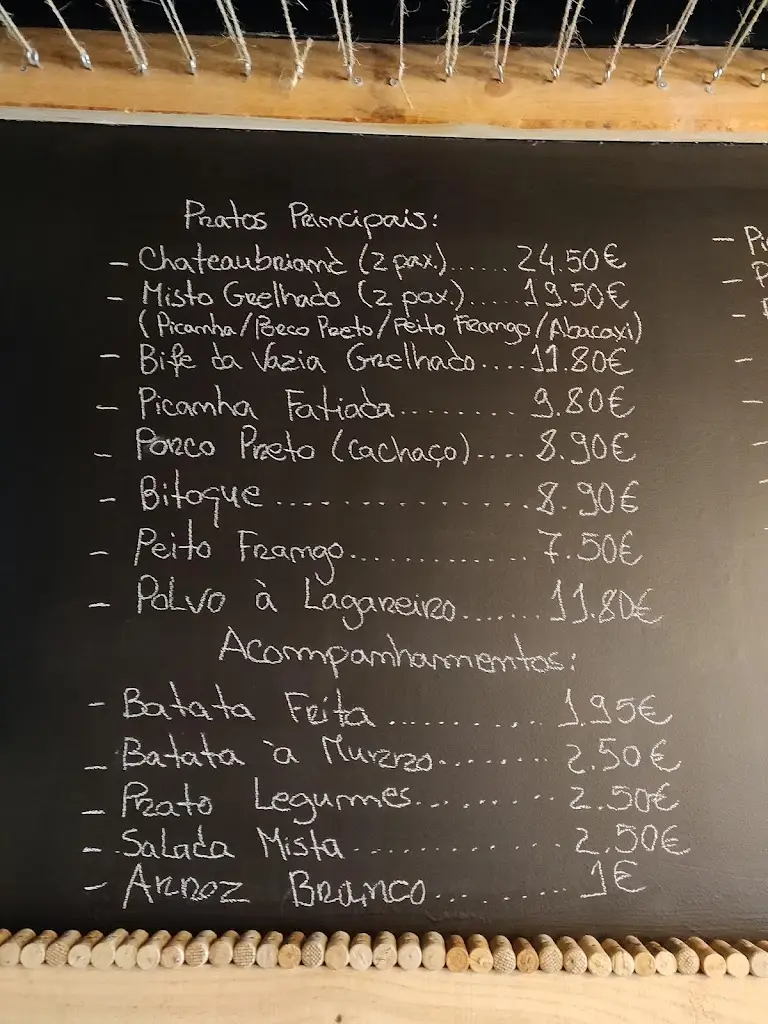 Pratos Principais:
- Chateaubriand (2 pax.)...... 24.50€
- Misto Grelhado (2 pax.)..... 19.50€
(Picanha/Porco Preto/Peito Frango/Abacaxi)
- Bife da Vazia Grelhado.... 11.80€
- Picanha Fatiada........... 9.80€
- Porco Preto (Cachaço)..... 8.90€
- Bitoque................... 8.90€
- Peito Frango.............. 7.50€
- Polvo à Lagareiro....... 11.80€
Acompanhamentos:
- Batata Frita ........... 1.95€
- Batata à Murro......... 2.50€
- Prato Legumes.......... 2.50€
- Salada Mista........... 2.50€
- Arroz Branco.......... 1€